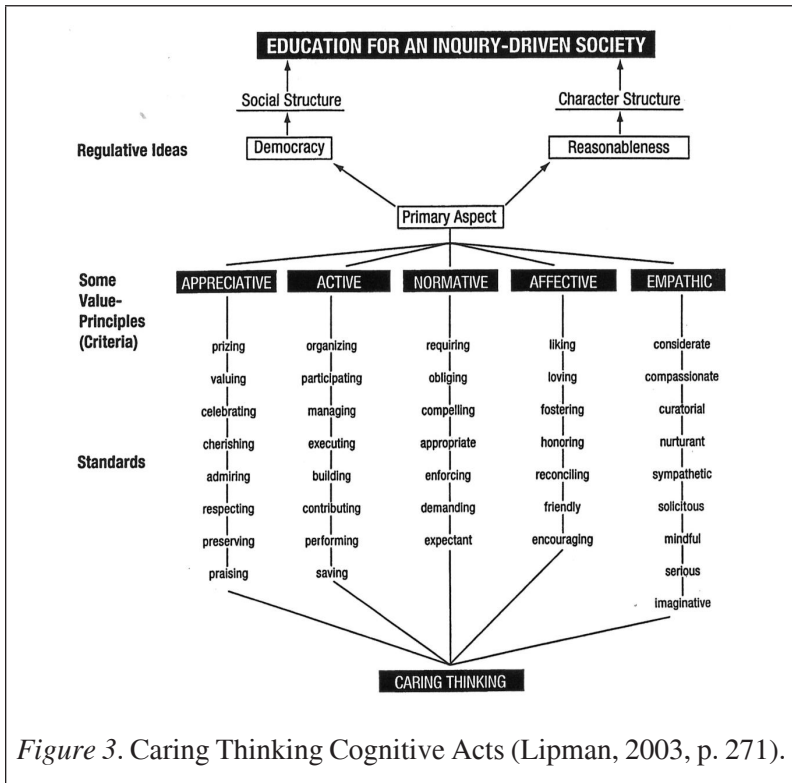 EDUCATION FOR AN INQUIRY-DRIVEN SOCIETY
Social Structure
Character Structure
Regulative Ideas
Democracy
Reasonableness
Primary Aspect
Some
Value-
Principles
(Criteria)
APPRECIATIVE
ACTIVE
NORMATIVE
AFFECTIVE
EMPATHIC
Standards
prizing
valuing
celebrating
cherishing
admiring
respecting
preserving
praising
organizing
participating
managing
executing
building
contributing
performing
saving
requiring
obliging
compelling
appropriate
enforcing
demanding
expectant
liking
loving
fostering
honoring
reconciling
friendly
encouraging
considerate
compassionate
curatorial
nurturant
sympathetic
solicitous
mindful
serious
imaginative
CARING THINKING
Figure 3. Caring Thinking Cognitive Acts (Lipman, 2003, p. 271).